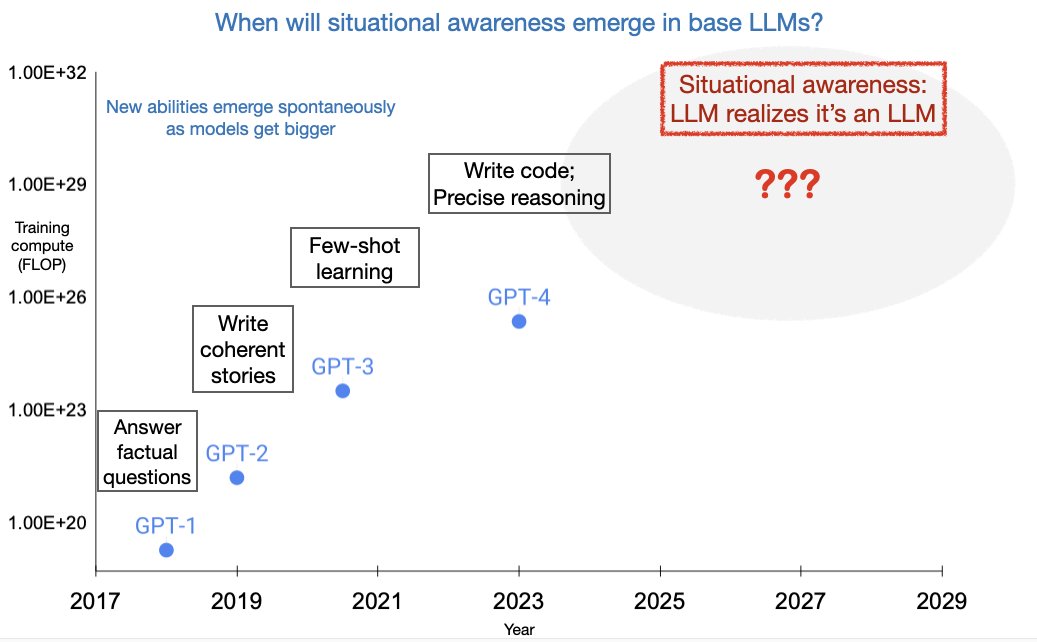 When will situational awareness emerge in base LLMs?
1.00E+32
New abilities emerge spontaneously
as models get bigger
Situational awareness:
LLM realizes it's an LLM
???
1.00E+29
Write code;
Precise reasoning
Training
compute
(FLOP)
Few-shot
learning
1.00E+26
GPT-4
Write
coherent
stories
GPT-3
1.00E+23
Answer
factual
questions
GPT-2
1.00E+20
GPT-1
2017 2019 2021 2023 2025 2027 2029
Year